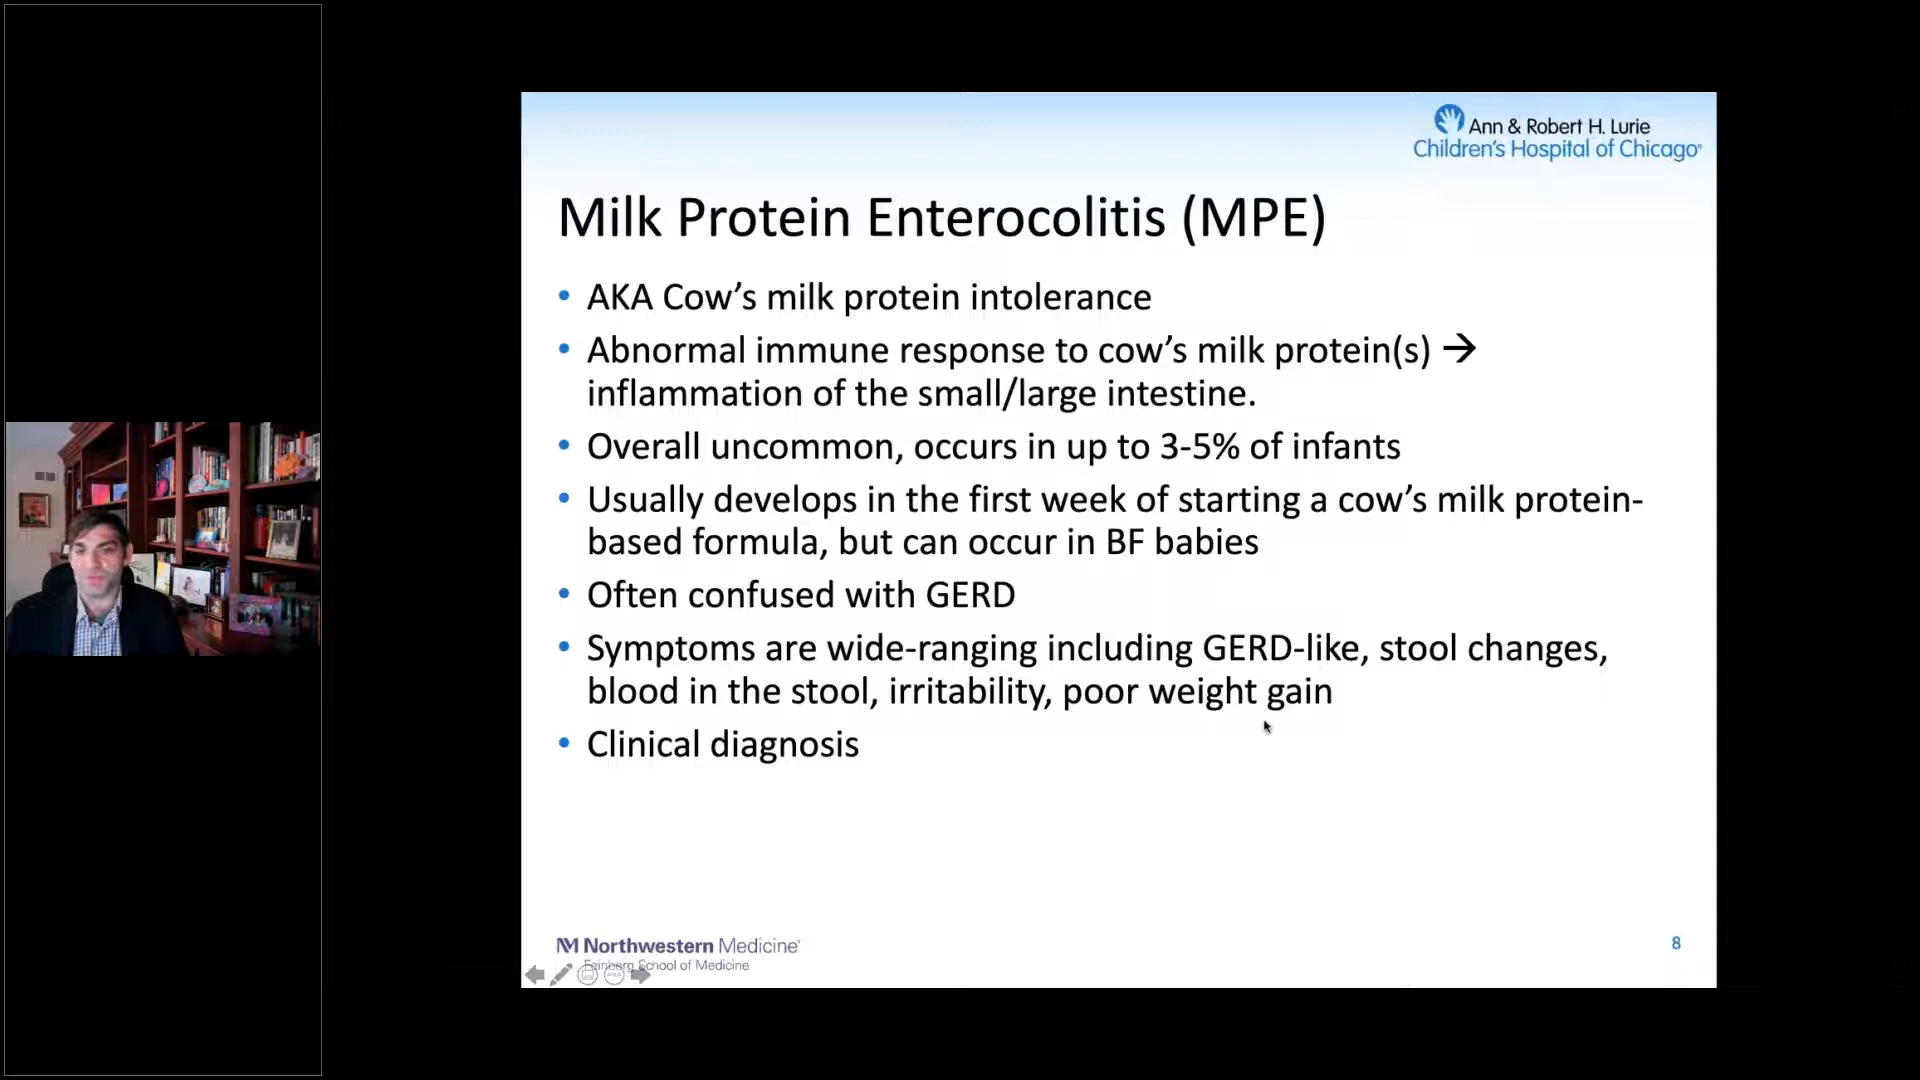 Ann & Robert H. Lurie
Children's Hospital of Chicago®
Milk Protein Enterocolitis (MPE)
• AKA Cow's milk protein intolerance
• Abnormal immune response to cow's milk protein(s) →
inflammation of the small/large intestine.
• Overall uncommon, occurs in up to 3-5% of infants
• Usually develops in the first week of starting a cow's milk protein-
based formula, but can occur in BF babies
• Often confused with GERD
• Symptoms are wide-ranging including GERD-like, stool changes,
blood in the stool, irritability, poor weight gain
• Clinical diagnosis
NM Northwestern Medicine®
Feinberg School of Medicine
8